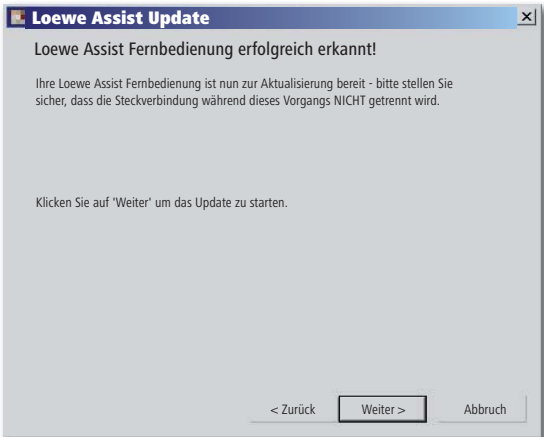 Loewe Assist Update
Loewe Assist Fernbedienung erfolgreich erkannt!
Ihre Loewe Assist Fernbedienung ist nun zur Aktualisierung bereit - bitte stellen Sie
sicher, dass die Steckverbindung während dieses Vorgangs NICHT getrennt wird.
Klicken Sie auf 'Weiter' um das Update zu starten.
< Zurück Weiter > Abbruch